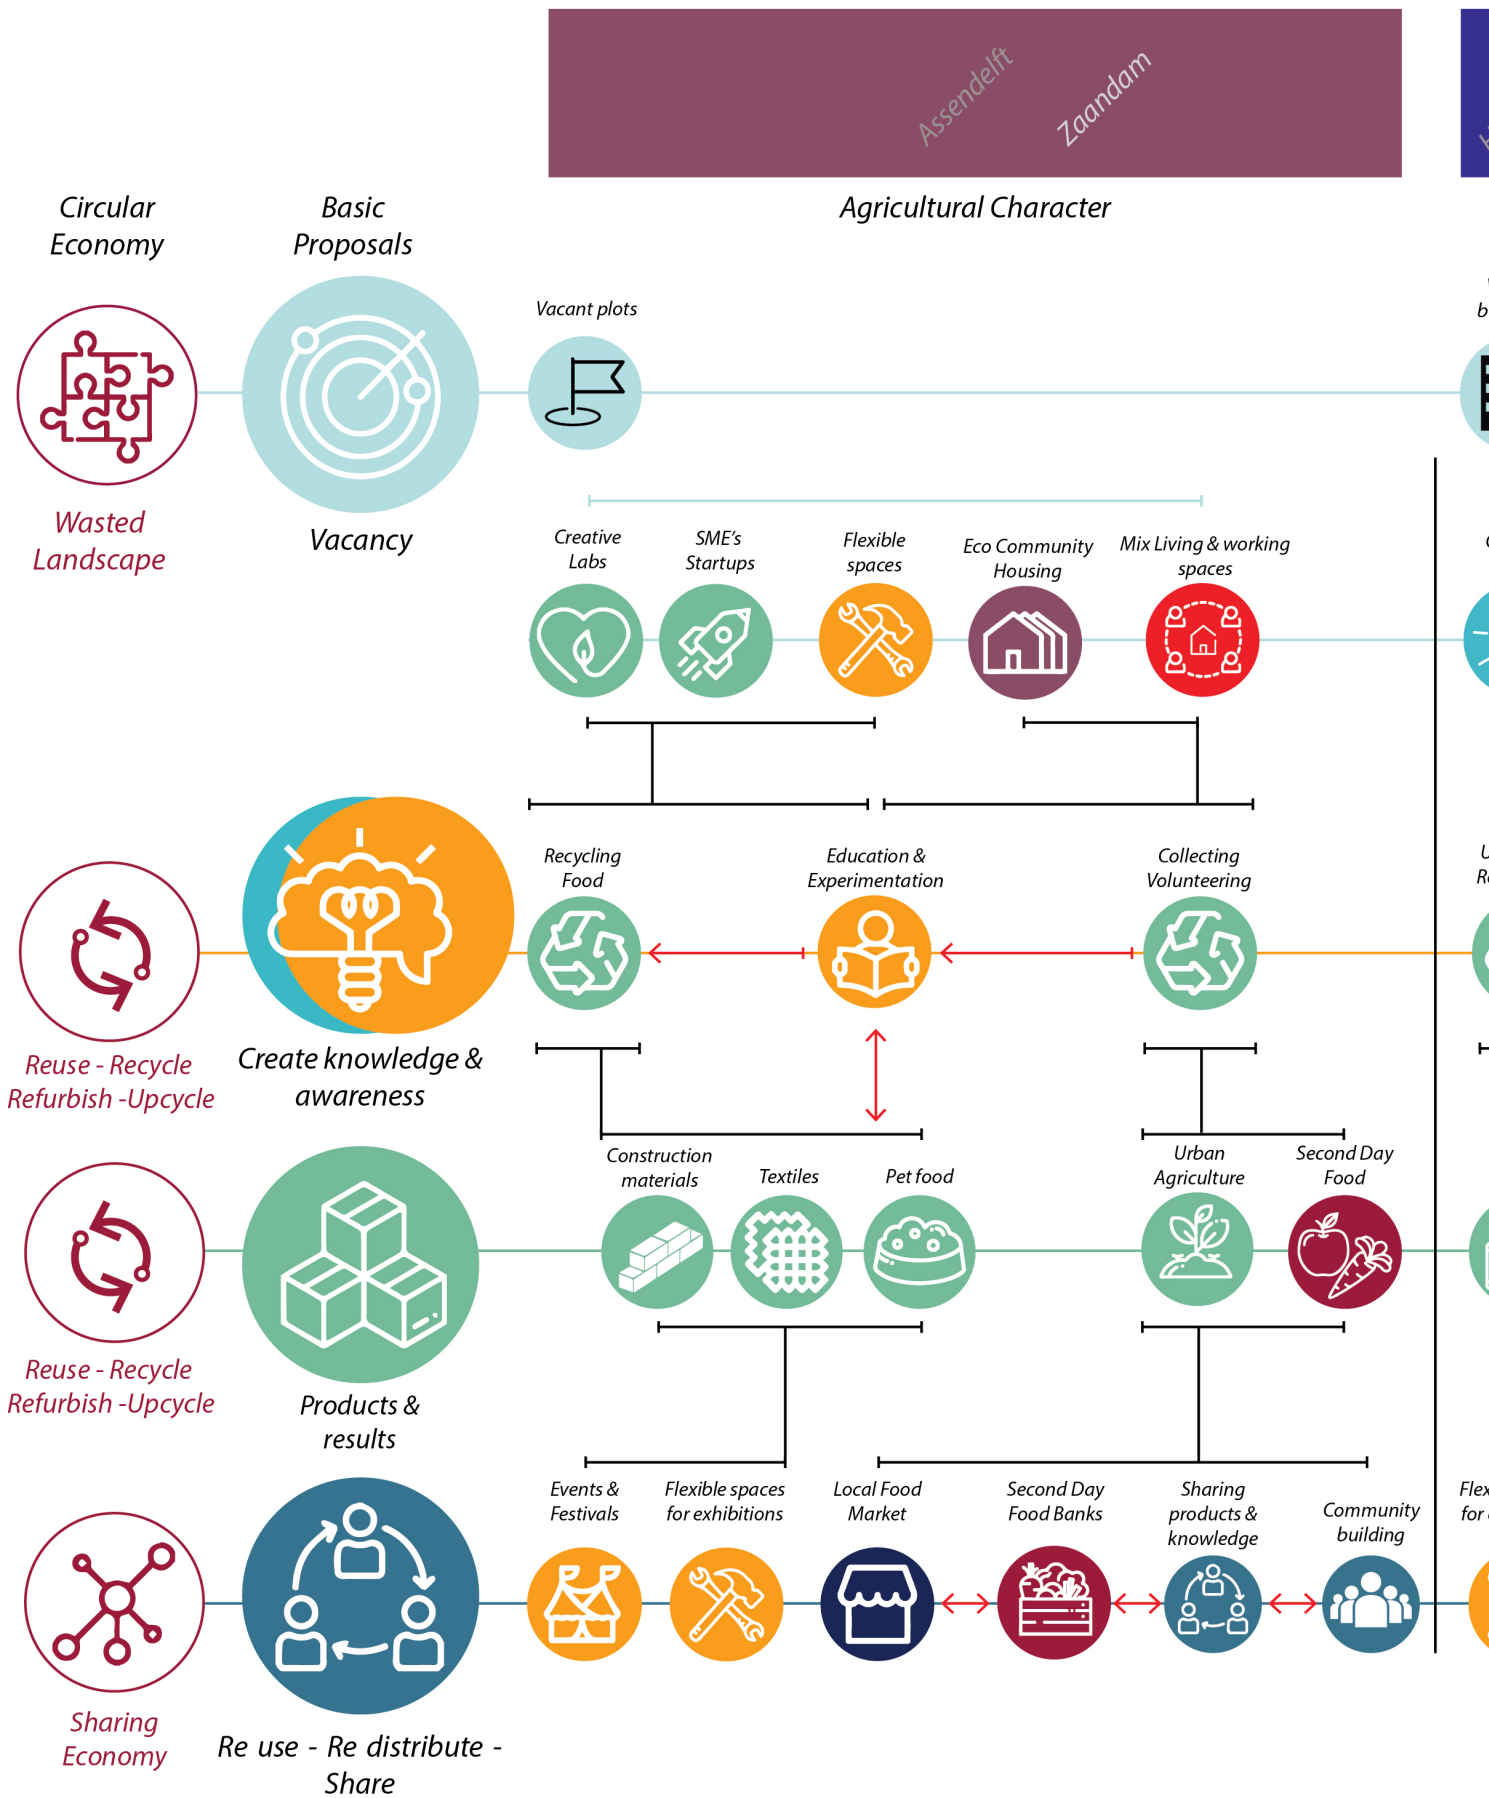 Assendelft
Zaandam
Circular
Economy
Basic
Proposals
Agricultural Character
Vacant plots
Wasted
Landscape
Vacancy
Creative
Labs
SME's
Startups
Flexible
spaces
Eco Community
Housing
Mix Living & working
spaces
Recycling
Food
Education &
Experimentation
Collecting
Volunteering
Reuse - Recycle
Refurbish -Upcycle
Create knowledge &
awareness
Construction
materials
Textiles
Pet food
Urban
Agriculture
Second Day
Food
Reuse - Recycle
Refurbish -Upcycle
Products &
results
Events &
Festivals
Flexible spaces
for exhibitions
Local Food
Market
Second Day
Food Banks
Sharing
products &
knowledge
Community
building
for
Sharing
Economy
Re use - Re distribute -
Share